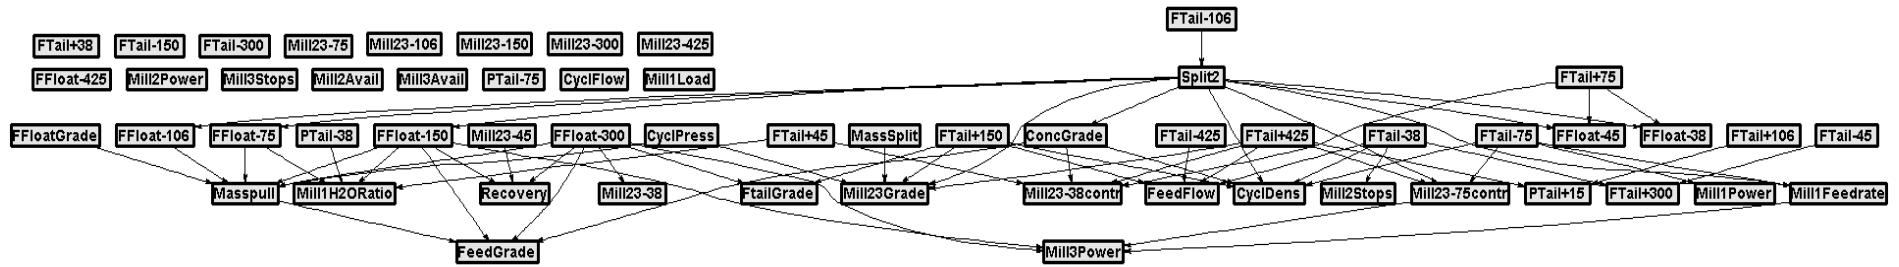 FTail-106
FTail+38 FTail-150 FTail-300 Mill23-75 Mill23-106 Mill23-150 Mill23-300 Mill23-425
FFloat-425 Mill2Power Mill3Stops Mill2Avail Mill3Avail PTail-75 CyclFlow Mill1Load Split2 FTail+75
FFloatGrade FFloat-106 FFloat-75 PTail-38 FFloat-150 Mill23-45 FFloat-300 CyclPress FTail+45 MassSplit FTail+150 ConcGrade FTail-425 FTail+425 FTail-38 FTail-75 FFloat-45 FFloat-38 FTail+106 FTail-45
Masspull Mill1H2ORatio Recovery Mill23-38 FtailGrade Mill23Grade Mill23-38contr FeedFlow CyclDens Mill2Stops Mill23-75contr PTail+15 FTail+300 Mill1Power Mill1Feedrate
FeedGrade Mill3Power